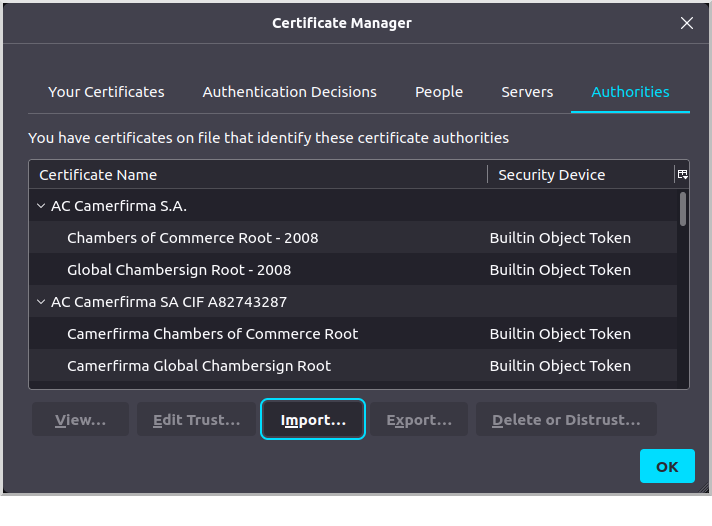 Certificate Manager
Your Certificates Authentication Decisions People Servers Authorities
You have certificates on file that identify these certificate authorities
Certificate Name Security Device
AC Camerfirma S.A.
Chambers of Commerce Root - 2008 Builtin Object Token
Global Chambersign Root - 2008 Builtin Object Token
AC Camerfirma SA CIF A82743287
Camerfirma Chambers of Commerce Root Builtin Object Token
Camerfirma Global Chambersign Root Builtin Object Token
View... Edit Trust... Import... Export... Delete or Distrust...
OK